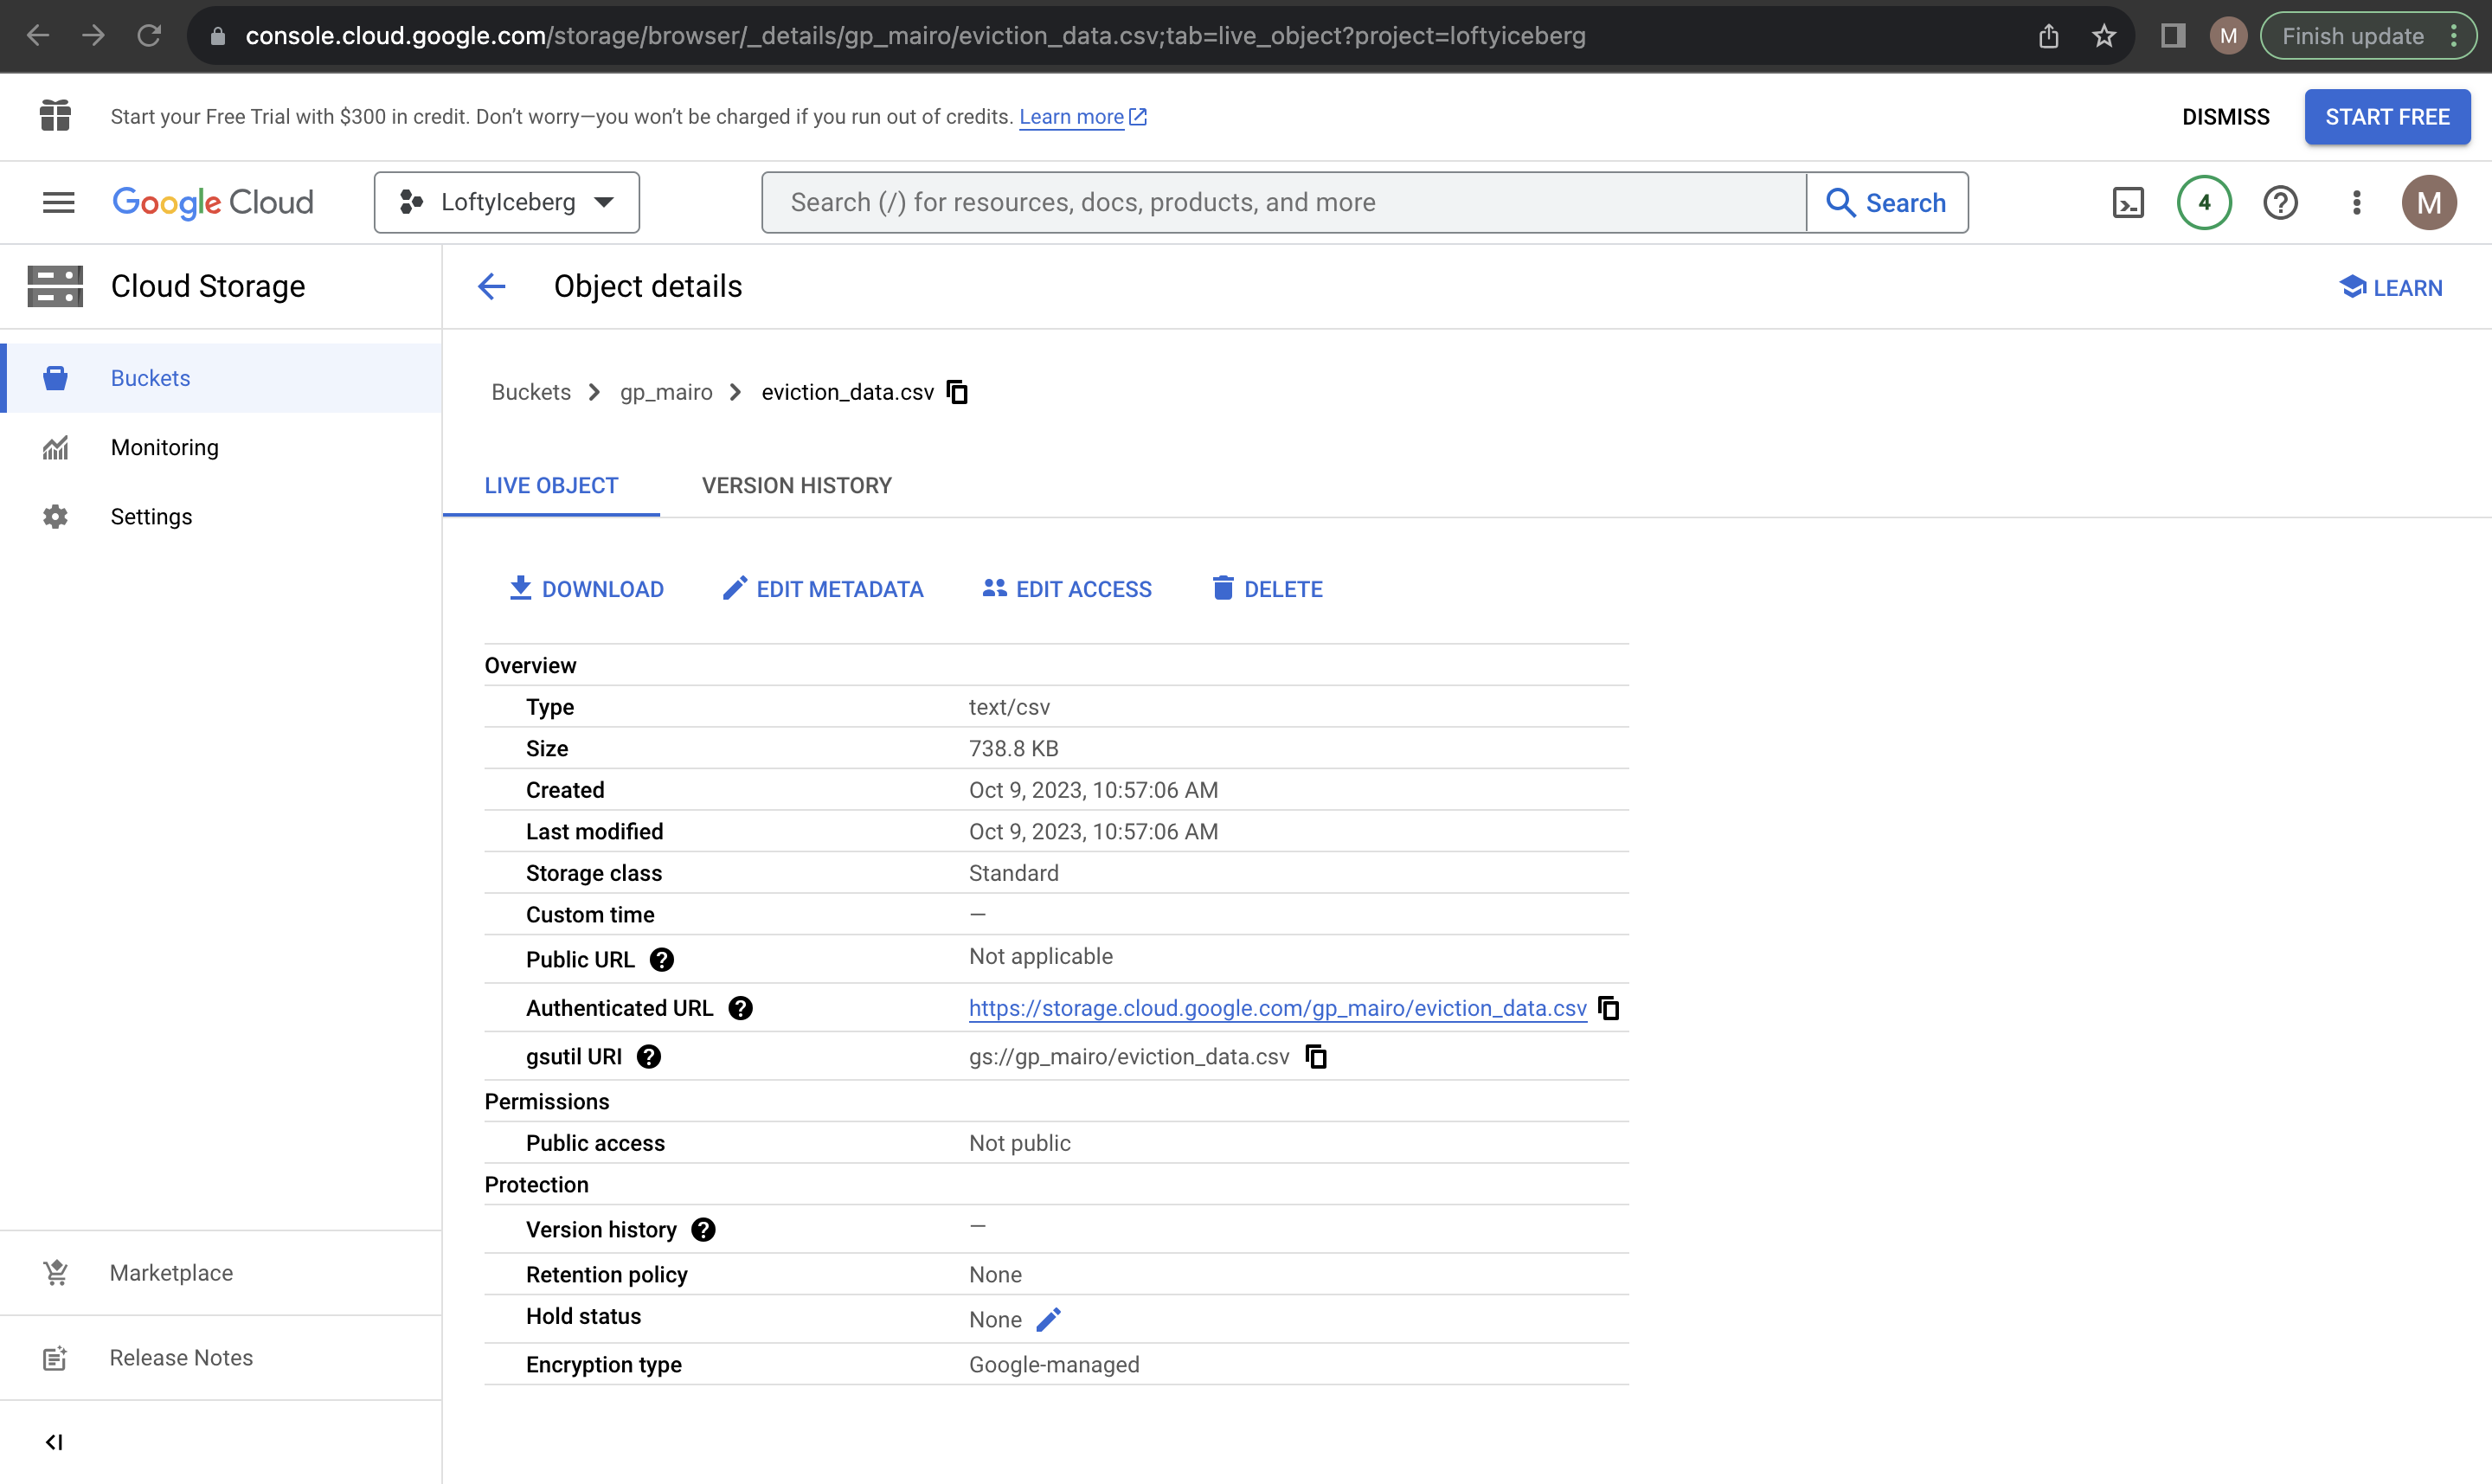 console.cloud.google.com/storage/browser/_details/gp_mairo/eviction_data.csv;tab=live_object?project=loftyiceberg
M
Finish update
Start your Free Trial with $300 in credit. Don’t worry—you won’t be charged if you run out of credits. Learn more
DISMISS
START FREE
Google Cloud
LoftyIceberg
Search (/) for resources, docs, products, and more
Search
4
M
Cloud Storage
Object details
LEARN
Buckets
Monitoring
Settings
Buckets > gp_mairo > eviction_data.csv
LIVE OBJECT
VERSION HISTORY
DOWNLOAD
EDIT METADATA
EDIT ACCESS
DELETE
Overview
Type text/csv
Size 738.8 KB
Created Oct 9, 2023, 10:57:06 AM
Last modified Oct 9, 2023, 10:57:06 AM
Storage class Standard
Custom time —
Public URL Not applicable
Authenticated URL https://storage.cloud.google.com/gp_mairo/eviction_data.csv
gsutil URI gs://gp_mairo/eviction_data.csv
Permissions
Public access Not public
Protection
Version history —
Retention policy None
Hold status None
Encryption type Google-managed
Marketplace
Release Notes